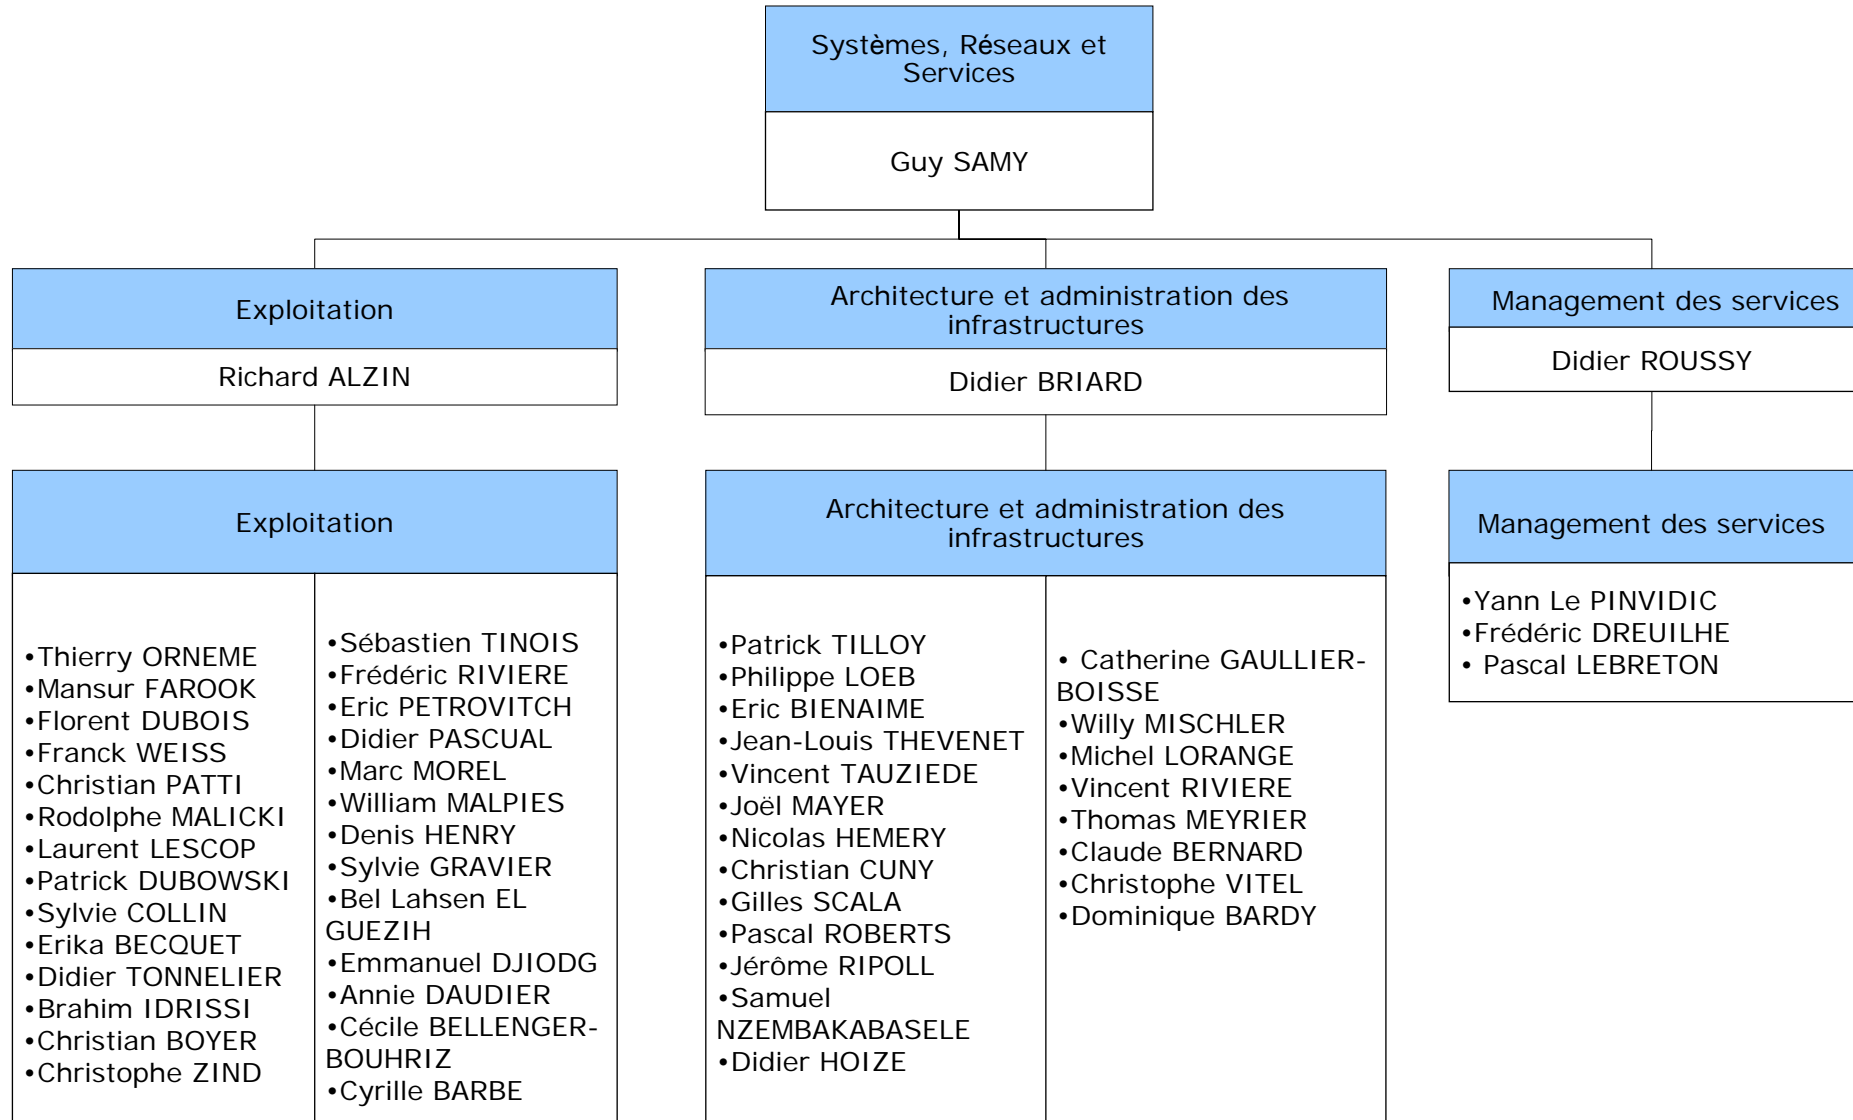 Systèmes, Réseaux et
Services
Guy SAMY
Exploitation
Richard ALZIN
Architecture et administration des
infrastructures
Didier BRIARD
Management des services
Didier ROUSSY
Exploitation
•Thierry ORNEME
•Mansur FAROOK
•Florent DUBOIS
•Franck WEISS
•Christian PATTI
•Rodolphe MALICKI
•Laurent LESCOP
•Patrick DUBOWSKI
•Sylvie COLLIN
•Erika BECQUET
•Didier TONNELIER
•Brahim IDRISSI
•Christian BOYER
•Christophe ZIND
•Sébastien TINOIS
•Frédéric RIVIERE
•Eric PETROVITCH
•Didier PASCUAL
•Marc MOREL
•William MALPIES
•Denis HENRY
•Sylvie GRAVIER
•Bel Lahsen EL
GUEZIH
•Emmanuel DJIODG
•Annie DAUDIER
•Cécile BELLENGER-
BOUHRIZ
•Cyrille BARBE
Architecture et administration des
infrastructures
•Patrick TILLOY
•Philippe LOEB
•Eric BIENAIME
•Jean-Louis THEVENET
•Vincent TAUZIEDE
•Joël MAYER
•Nicolas HEMERY
•Christian CUNY
•Gilles SCALA
•Pascal ROBERTS
•Jérôme RIPOLL
•Samuel
NZEMBAKABASELE
•Didier HOIZE
• Catherine GAULLIER-
BOISSE
•Willy MISCHLER
•Michel LORANGE
•Vincent RIVIERE
•Thomas MEYRIER
•Claude BERNARD
•Christophe VITEL
•Dominique BARDY
Management des services
•Yann Le PINVIDIC
•Frédéric DREUILHE
• Pascal LEBRETON